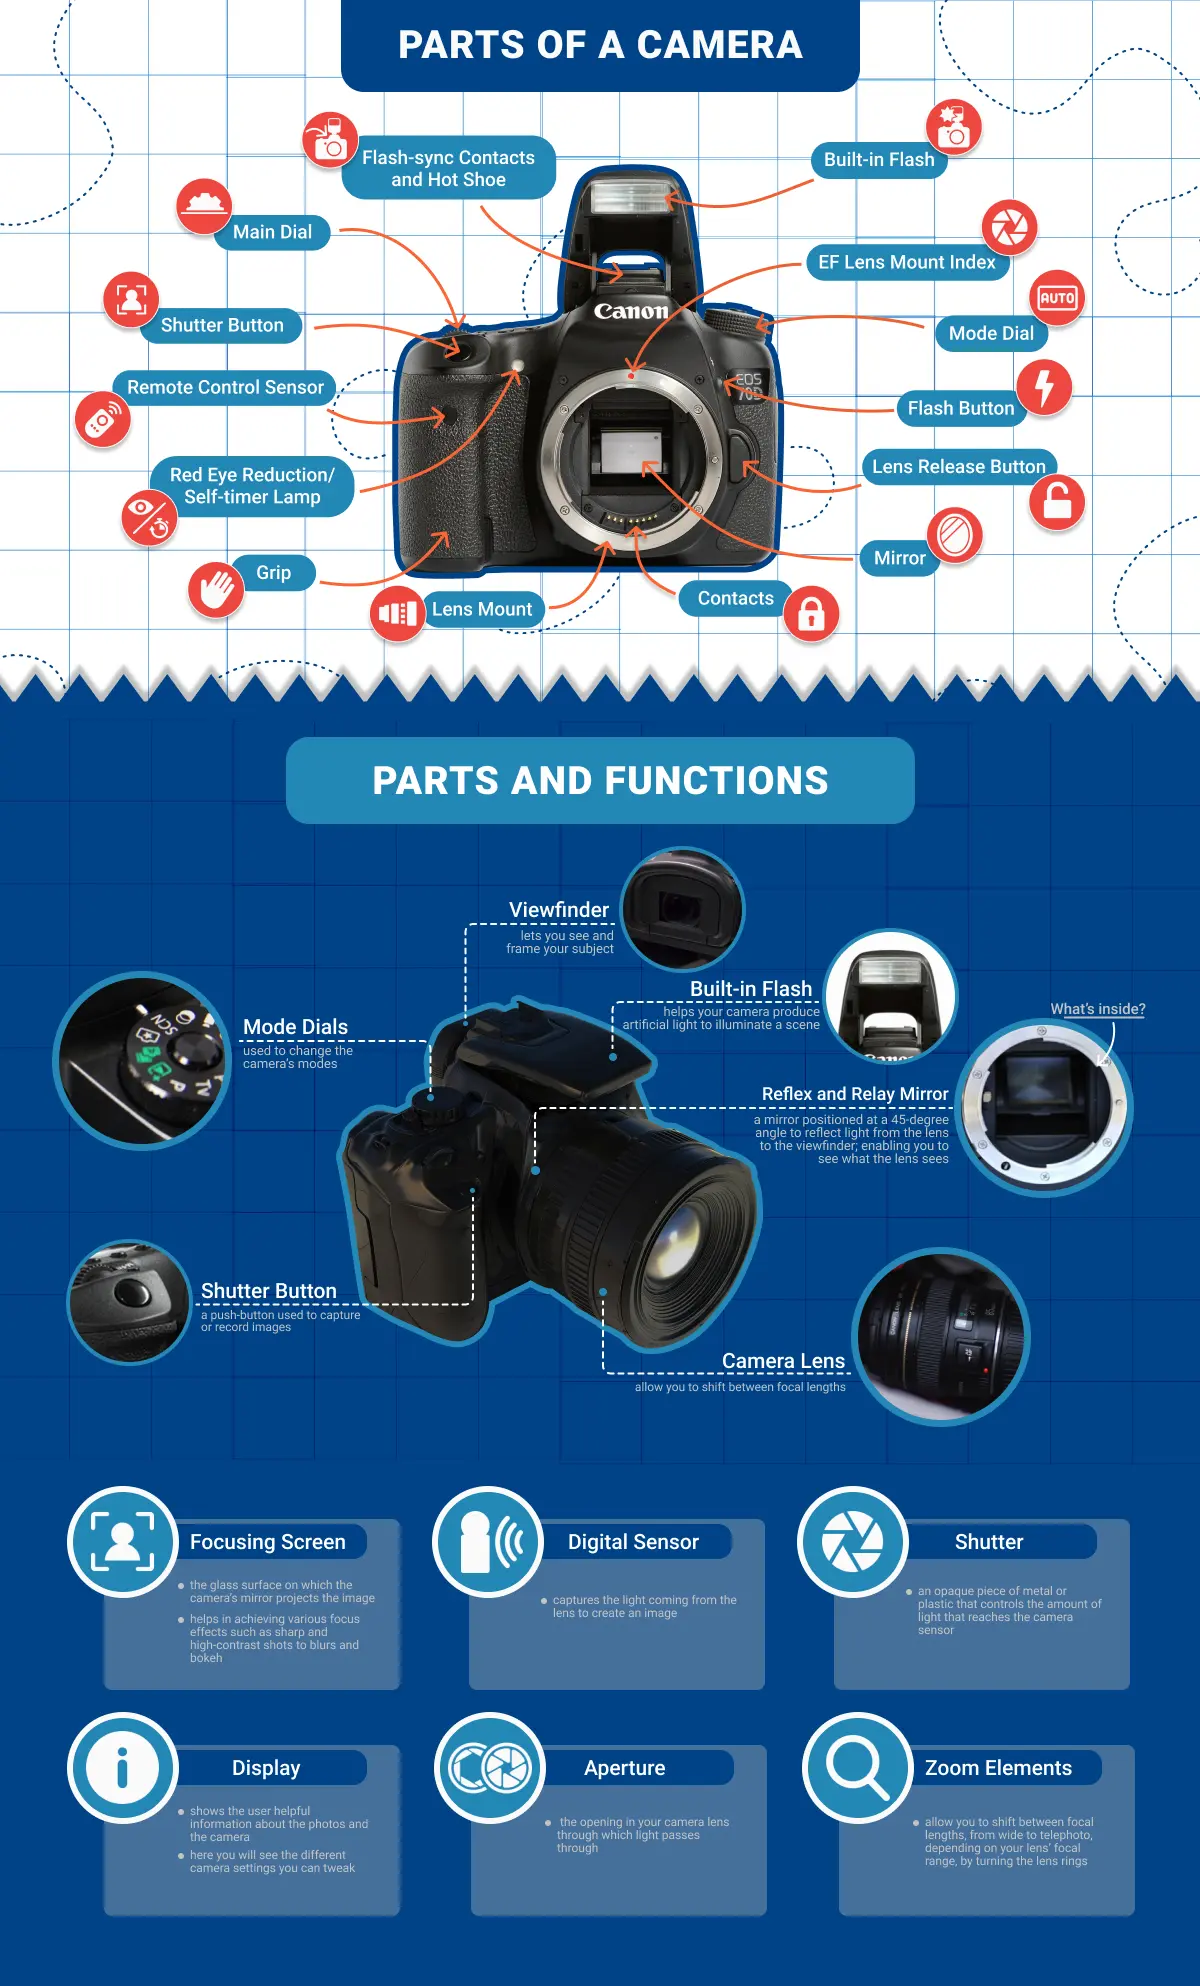 PARTS OF A CAMERA
Flash-sync Contacts
and Hot Shoe
Built-in Flash
Main Dial
EF Lens Mount Index
AUTO
Shutter Button
Mode Dial
Canon
Remote Control Sensor
EOS
70D
Flash Button
Red Eye Reduction/
Self-timer Lamp
Lens Release Button
Mirror
Grip
Lens Mount
Contacts
PARTS AND FUNCTIONS
Viewfinder
lets you see and
frame your subject
Built-in Flash
helps your camera produce
artificial light to illuminate a scene
Canon
What's inside?
Mode Dials
used to change the
camera's modes
SCN
P
Tv
Reflex and Relay Mirror
a mirror positioned at a 45-degree
angle to reflect light from the lens
to the viewfinder; enabling you to
see what the lens sees
Shutter Button
a push-button used to capture
or record images
Camera Lens
allow you to shift between focal lengths
Focusing Screen
the glass surface on which the
camera's mirror projects the image
helps in achieving various focus
effects such as sharp and
high-contrast shots to blurs and
bokeh
Digital Sensor
captures the light coming from the
lens to create an image
Shutter
an opaque piece of metal or
plastic that controls the amount of
light that reaches the camera
sensor
Display
shows the user helpful
information about the photos and
the camera
here you will see the different
camera settings you can tweak
Aperture
the opening in your camera lens
through which light passes
through
Zoom Elements
allow you to shift between focal
lengths, from wide to telephoto,
depending on your lens' focal
range, by turning the lens rings